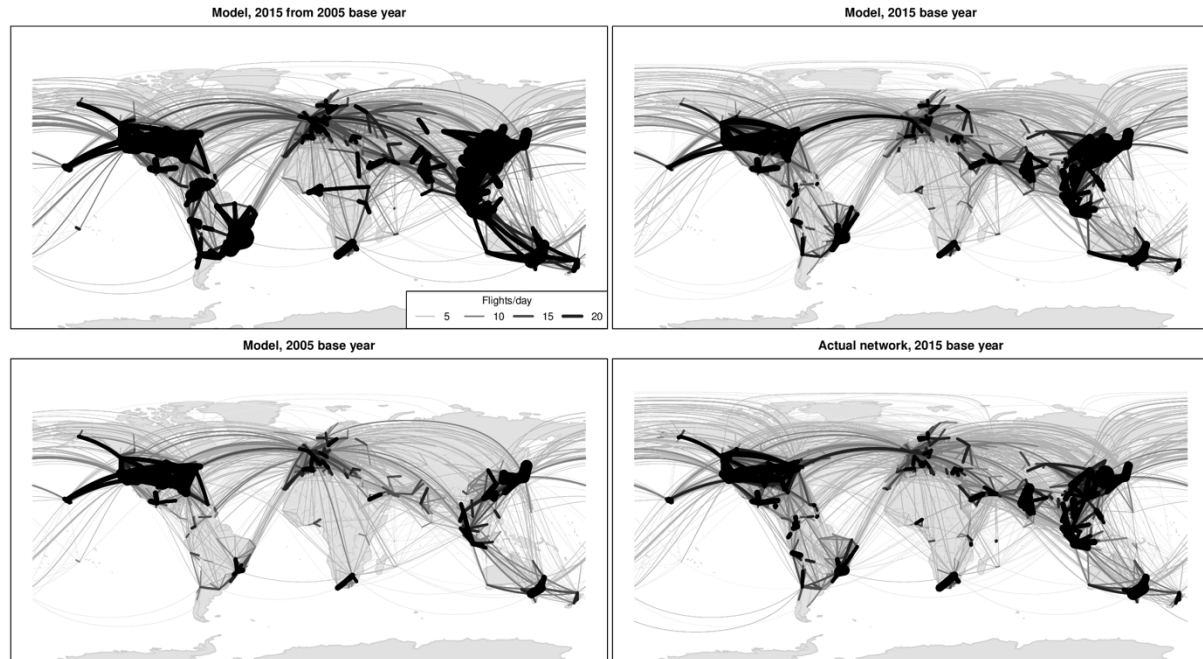 Model, 2015 from 2005 base year
Model, 2015 base year
Flights/day
5 10 15 20
Model, 2005 base year
Actual network, 2015 base year